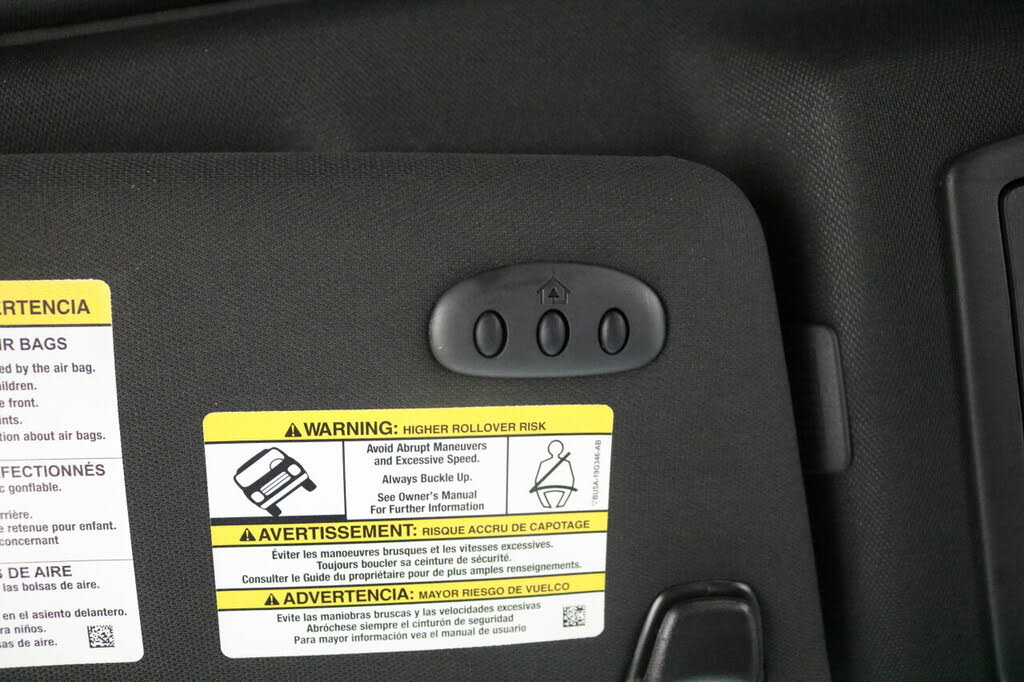 ERTENCIA
IR BAGS
ed by the air bag.
ildren.
e front.
ints.
tion about air bags.
FECTIONNÉS
c gonflable.
rrière.
e retenue pour enfant.
concernant
S DE AIRE
las bolsas de aire.
en el asiento delantero.
ra niños.
sas de aire.
WARNING: HIGHER ROLLOVER RISK
Avoid Abrupt Maneuvers
and Excessive Speed.
Always Buckle Up.
See Owner's Manual
For Further Information
BU5A-19G346-AB
AVERTISSEMENT: RISQUE ACCRU DE CAPOTAGE
Éviter les manoeuvres brusques et les vitesses excessives.
Toujours boucler sa ceinture de sécurité.
Consulter le Guide du propriétaire pour de plus amples renseignements.
ADVERTENCIA: MAYOR RIESGO DE VUELCO
Evite las maniobras bruscas y las velocidades excesivas
Abróchese siempre el cinturón de seguridad
Para mayor información vea el manual de usuario